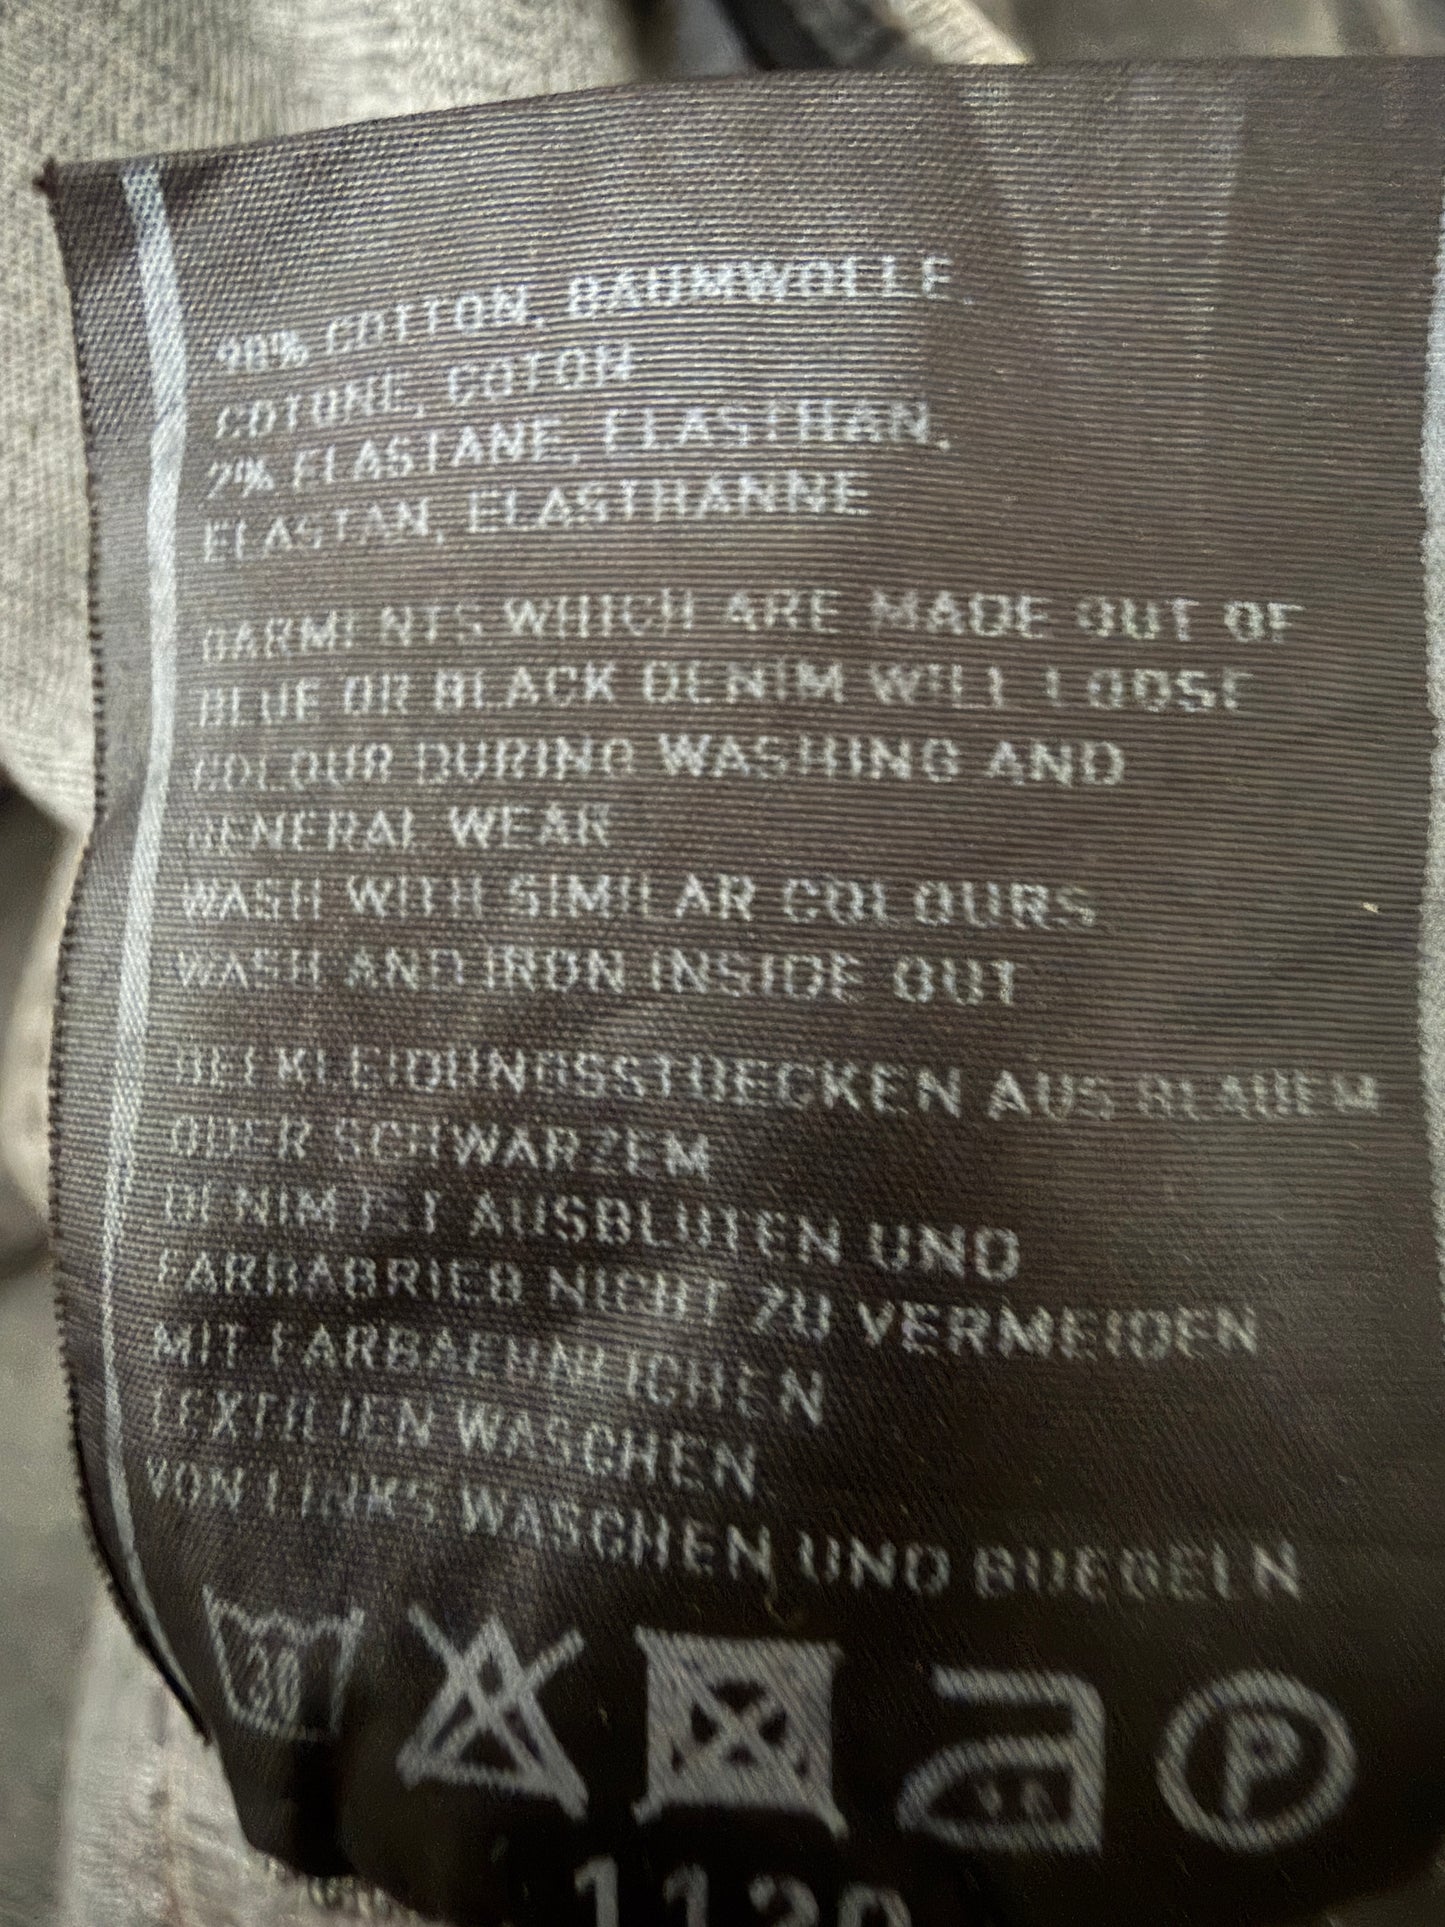 98% COTTON, BAUMWOLLE,
COTONE, COTON
2% ELASTANE, ELASTHAN,
ELASTAN, ELASTHANNE
GARMENTS WHICH ARE MADE OUT OF
BLUE OR BLACK DENIM WILL LOOSE
COLOUR DURING WASHING AND
GENERAL WEAR
WASH WITH SIMILAR COLOURS
WASH AND IRON INSIDE OUT
BEI KLEIDUNGSSTUECKEN AUS BLAUEM
ODER SCHWARZEM
DENIM IST AUSBLUTEN UND
FARBABRIEB NICHT ZU VERMEIDEN
MIT FARBAEHNLICHEN
TEXTILIEN WASCHEN
VON LINKS WASCHEN UND BUEGELN
30 P